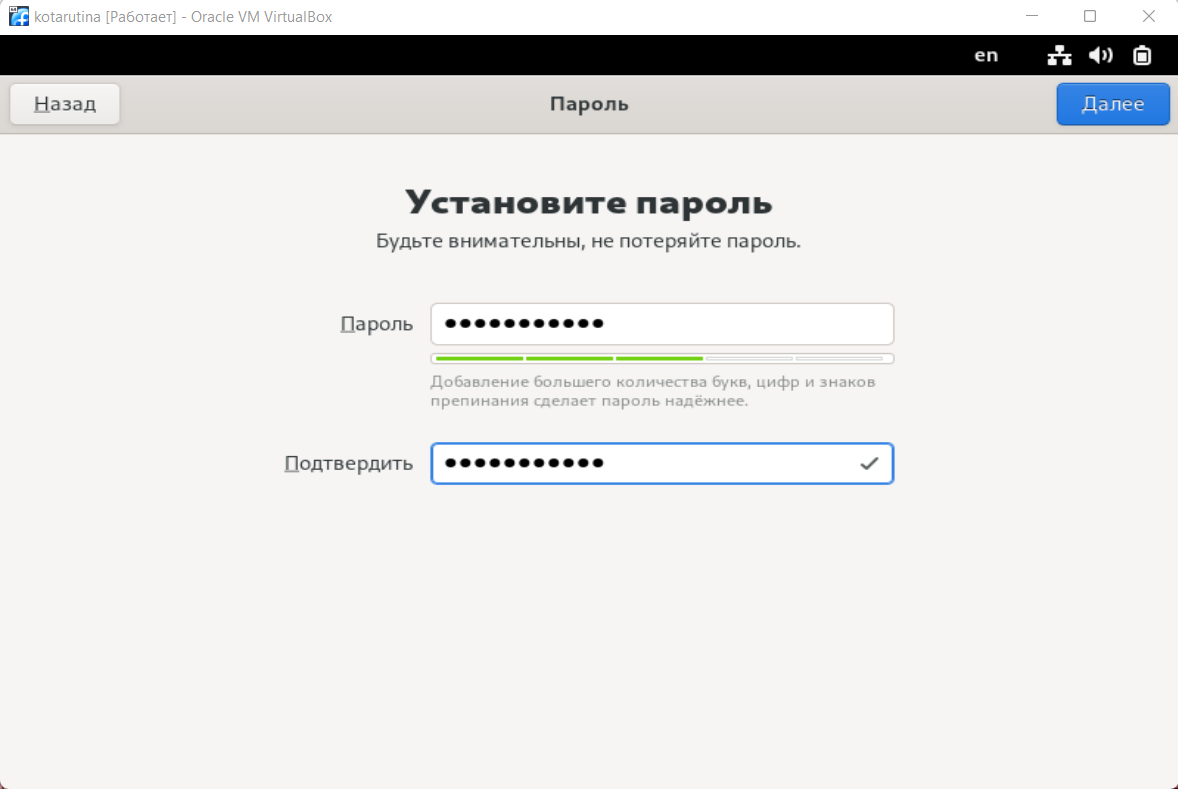 kotarutina [Работает] - Oracle VM VirtualBox
en
Назад
Пароль
Далее
Установите пароль
Будьте внимательны, не потеряйте пароль.
Пароль
Добавление большего количества букв, цифр и знаков
препинания сделает пароль надёжнее.
Подтвердить